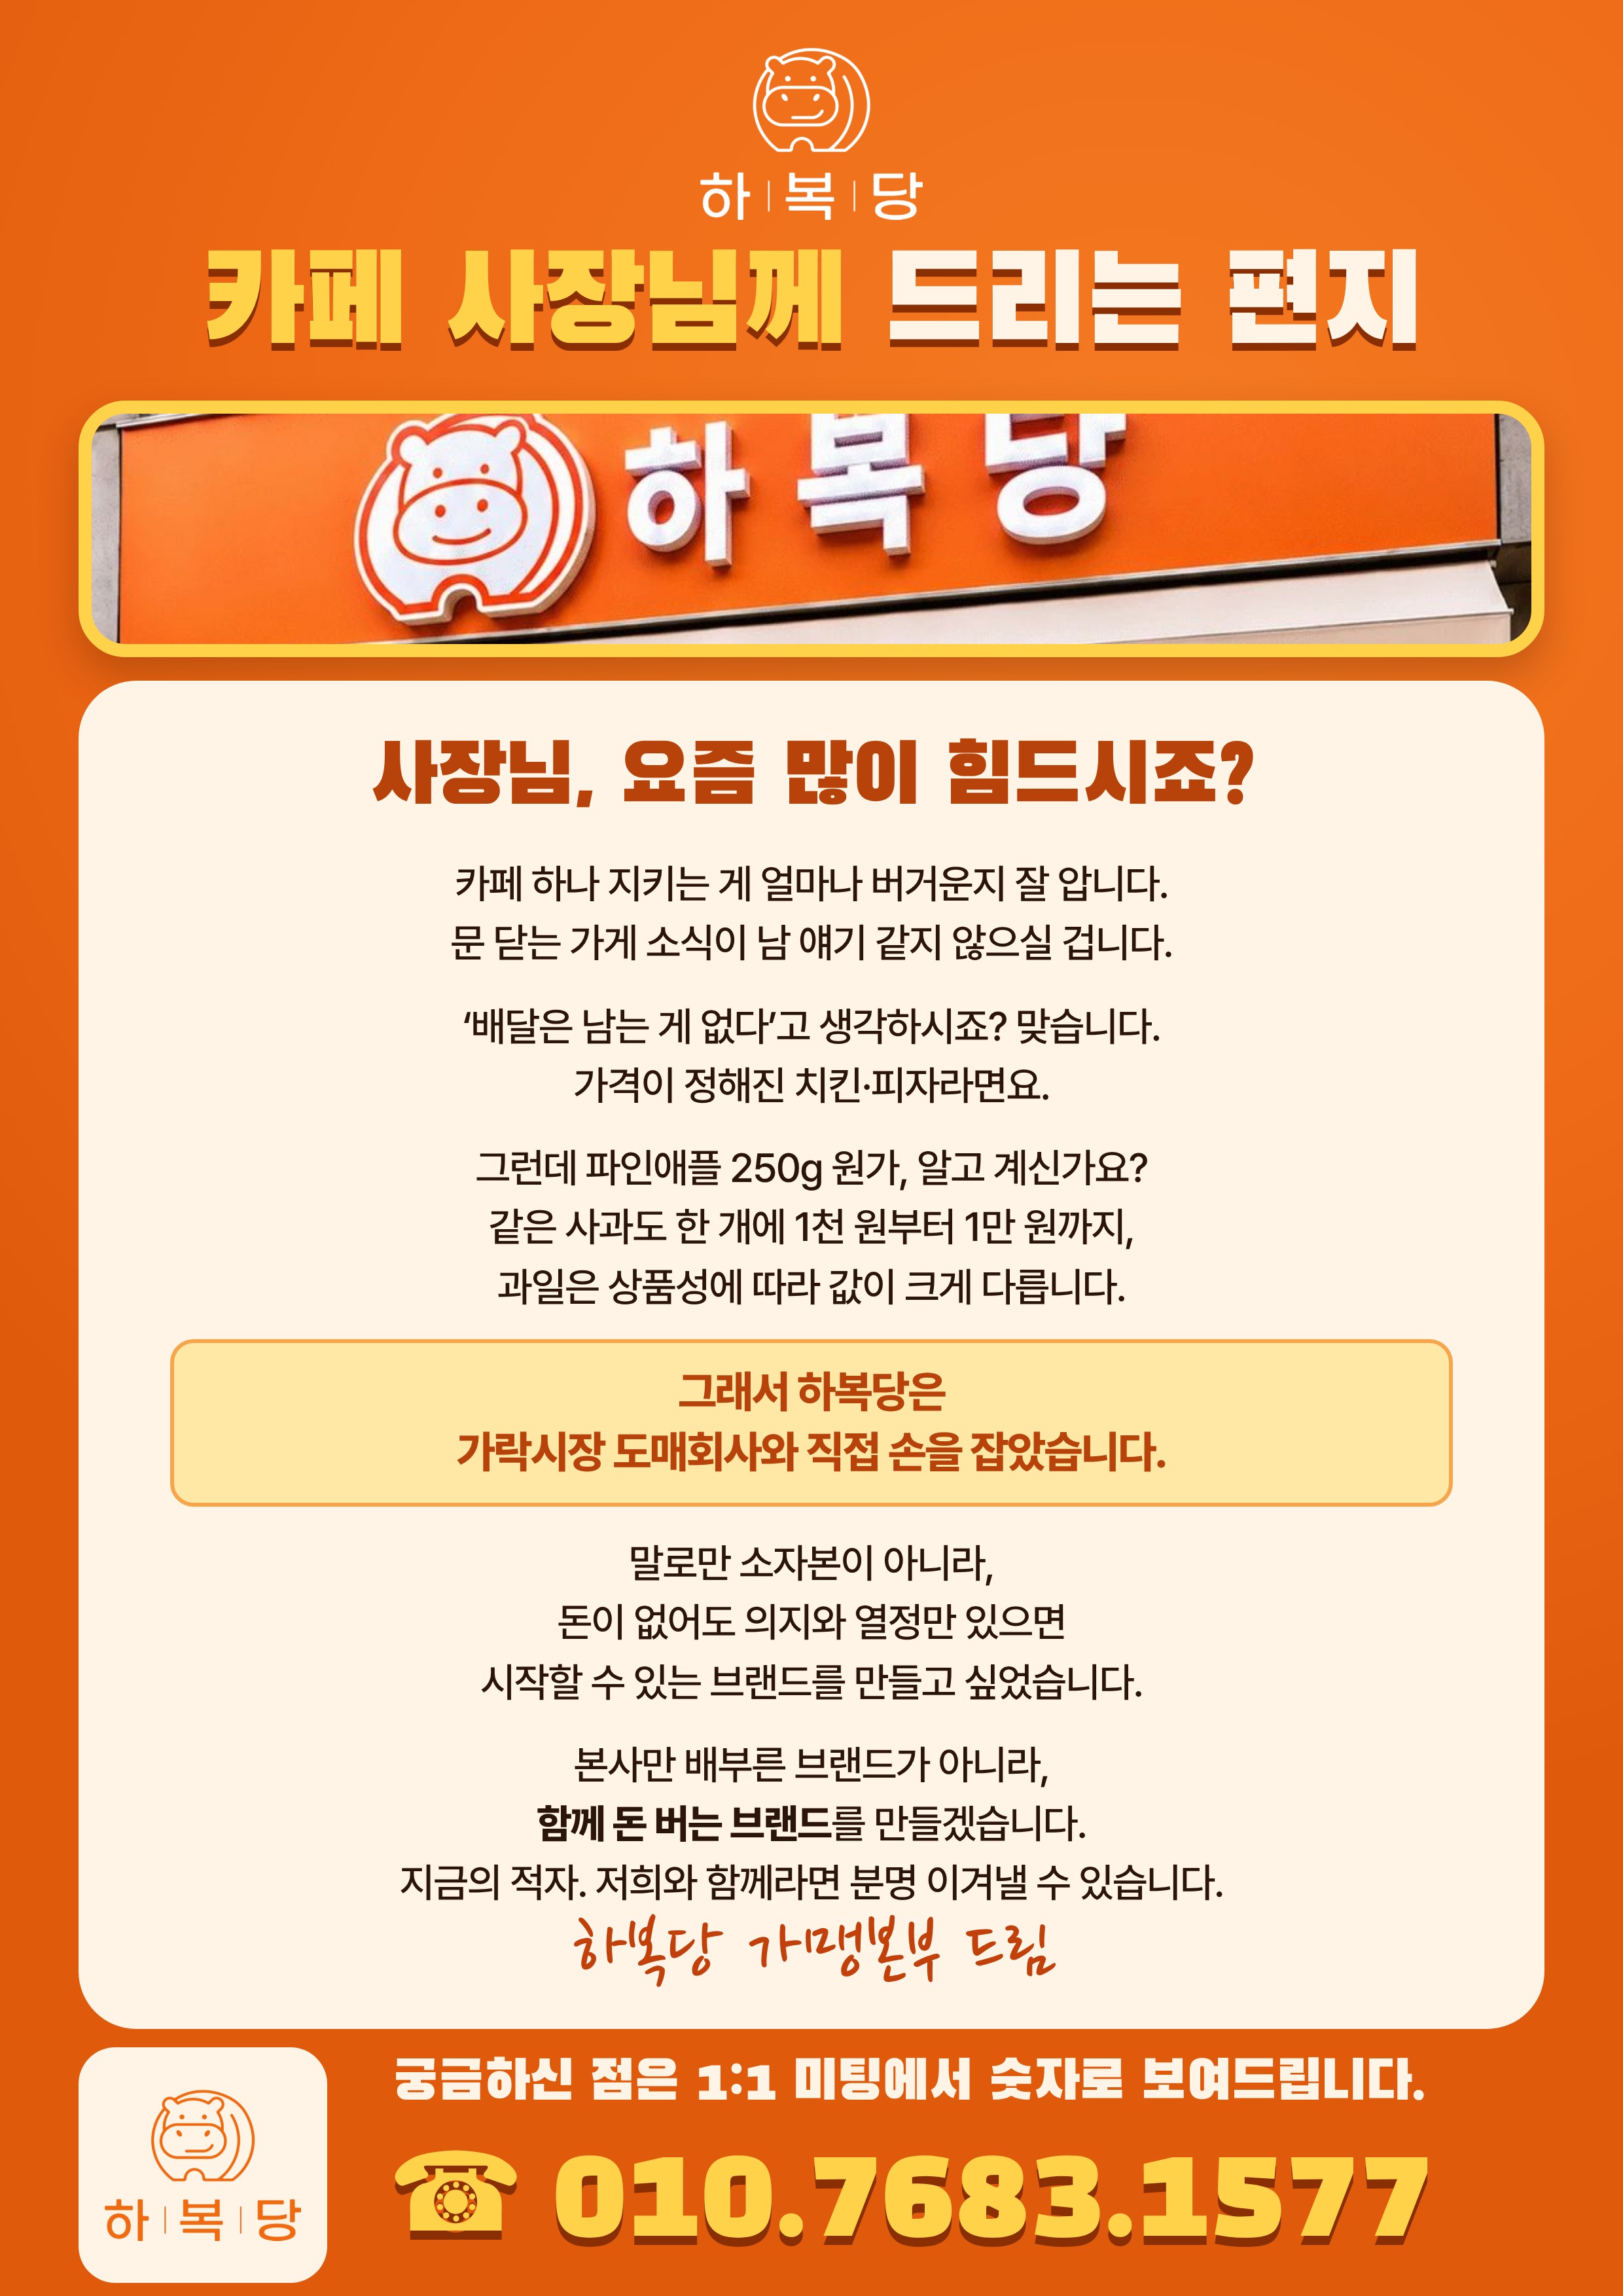 하복당
카페 사장님께 드리는 편지
하복당
사장님, 요즘 많이 힘드시죠?
카페 하나 지키는 게 얼마나 버거운지 잘 압니다.
문 닫는 가게 소식이 남 얘기 같지 않으실 겁니다.
‘배달은 남는 게 없다’고 생각하시죠? 맞습니다.
가격이 정해진 치킨·피자라면요.
그런데 파인애플 250g 원가, 알고 계신가요?
같은 사과도 한 개에 1천 원부터 1만 원까지,
과일은 상품성에 따라 값이 크게 다릅니다.
그래서 하복당은
가락시장 도매회사와 직접 손을 잡았습니다.
말로만 소자본이 아니라,
돈이 없어도 의지와 열정만 있으면
시작할 수 있는 브랜드를 만들고 싶었습니다.
본사만 배부른 브랜드가 아니라,
함께 돈 버는 브랜드를 만들겠습니다.
지금의 적자. 저희와 함께라면 분명 이겨낼 수 있습니다.
하복당 가맹본부 드림
궁금하신 점은 1:1 미팅에서 숫자로 보여드립니다.
☎ 010.7683.1577
하복당